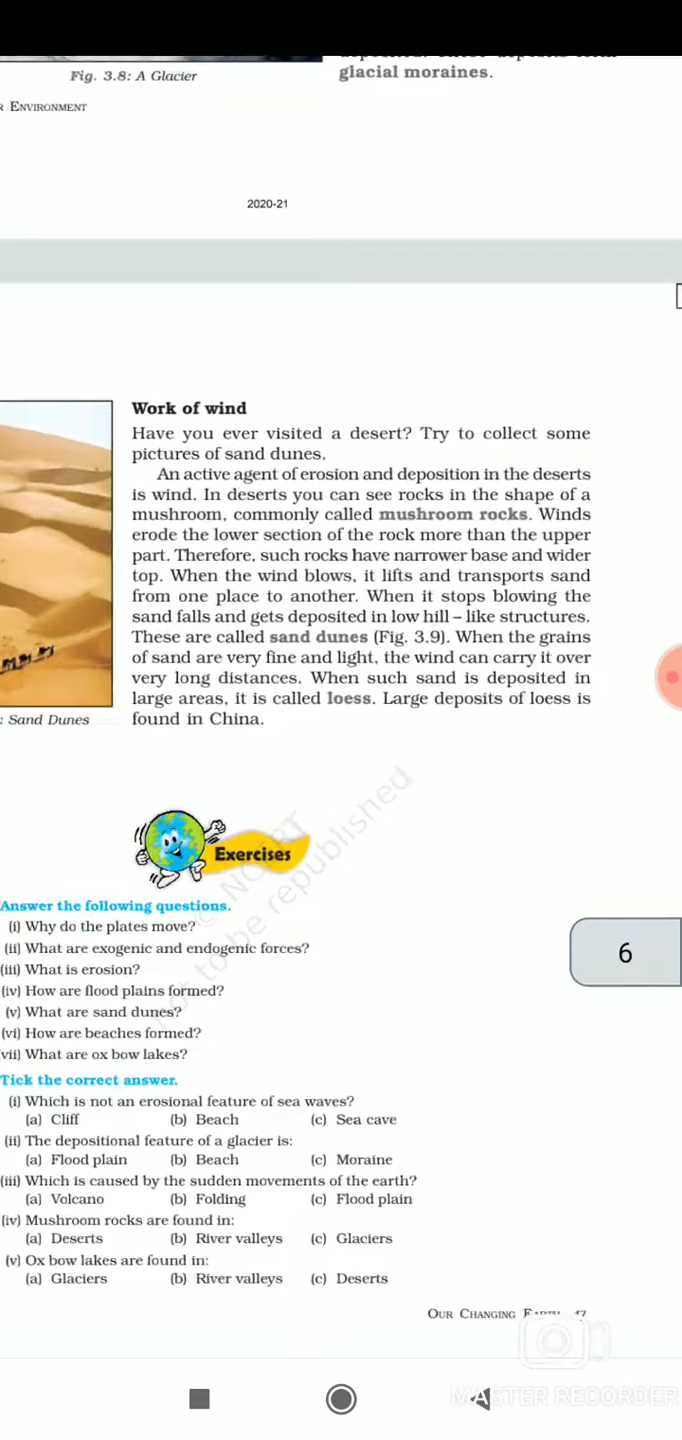 Fig. 3.8: A Glacier
glacial moraines.
R ENVIRONMENT
2020-21
Work of wind
Have you ever visited a desert? Try to collect some
pictures of sand dunes.
An active agent of erosion and deposition in the deserts
is wind. In deserts you can see rocks in the shape of a
mushroom, commonly called mushroom rocks. Winds
erode the lower section of the rock more than the upper
part. Therefore, such rocks have narrower base and wider
top. When the wind blows, it lifts and transports sand
from one place to another. When it stops blowing the
sand falls and gets deposited in low hill – like structures.
These are called sand dunes (Fig. 3.9). When the grains
of sand are very fine and light, the wind can carry it over
very long distances. When such sand is deposited in
large areas, it is called loess. Large deposits of loess is
found in China.
: Sand Dunes
Exercises
© NCERT
not to be republished
Answer the following questions.
(i) Why do the plates move?
(ii) What are exogenic and endogenic forces?
(iii) What is erosion?
(iv) How are flood plains formed?
(v) What are sand dunes?
(vi) How are beaches formed?
vii) What are ox bow lakes?
6
Tick the correct answer.
(i) Which is not an erosional feature of sea waves?
(a) Cliff (b) Beach (c) Sea cave
(ii) The depositional feature of a glacier is:
(a) Flood plain (b) Beach (c) Moraine
(iii) Which is caused by the sudden movements of the earth?
(a) Volcano (b) Folding (c) Flood plain
(iv) Mushroom rocks are found in:
(a) Deserts (b) River valleys (c) Glaciers
(v) Ox bow lakes are found in:
(a) Glaciers (b) River valleys (c) Deserts
OUR CHANGING
MASTER RECORDER